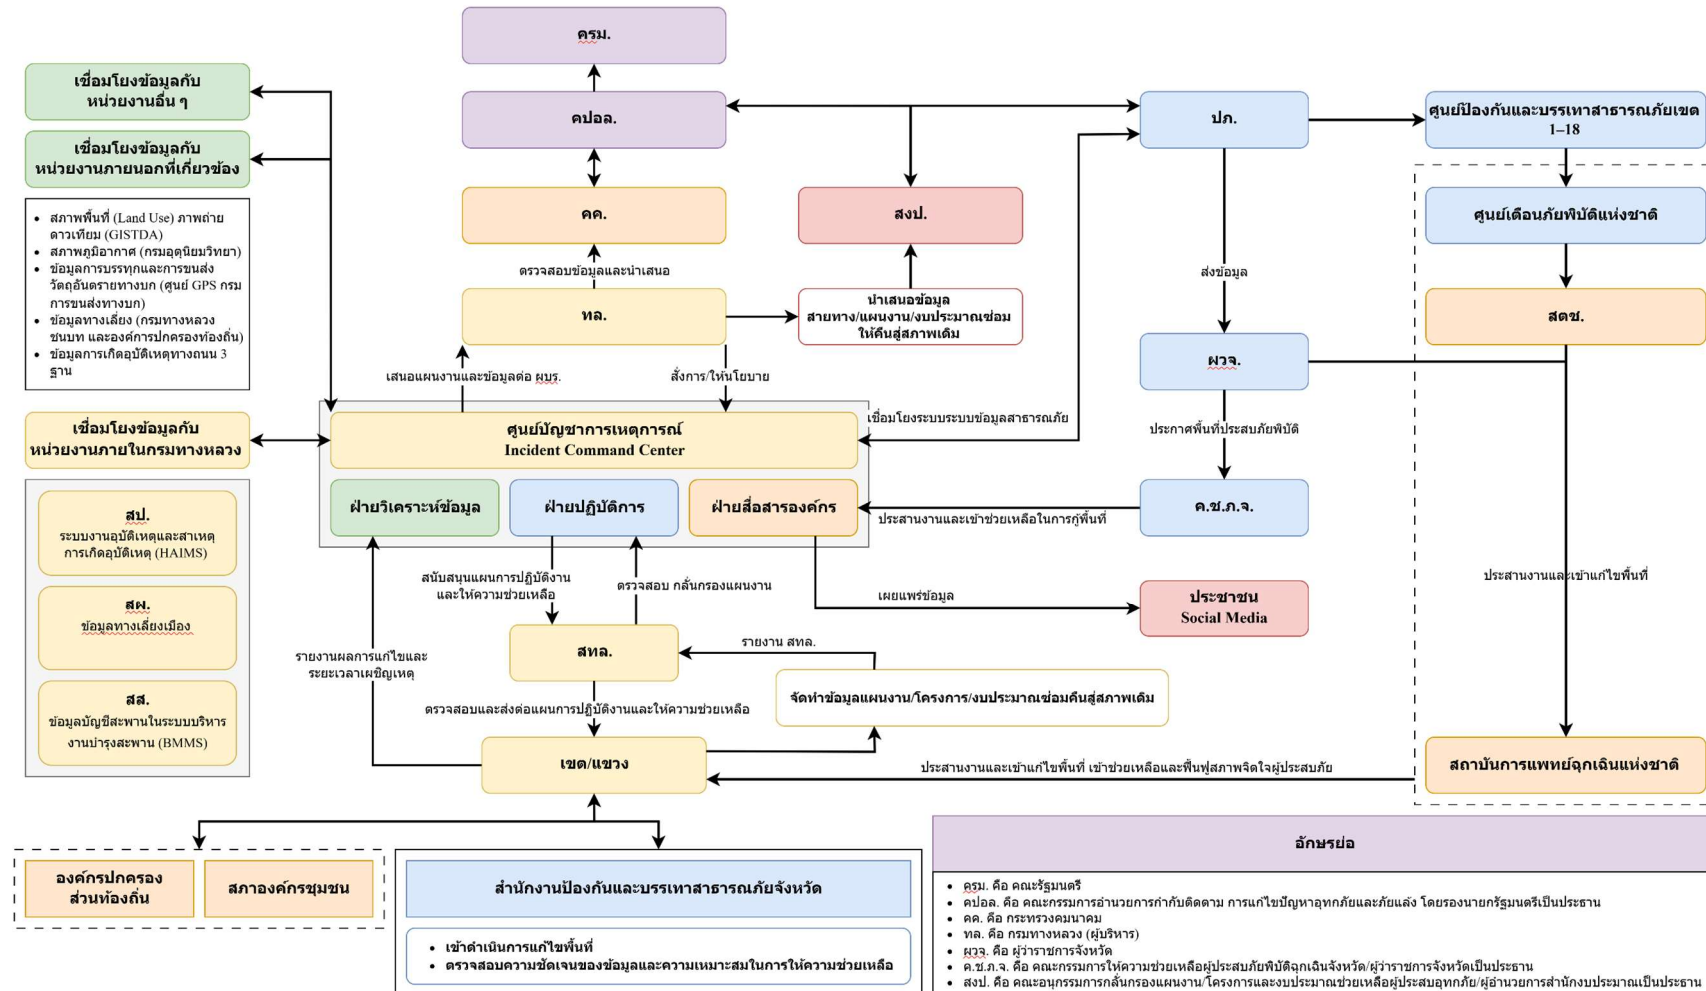 ครม.
เชื่อมโยงข้อมูลกับ
หน่วยงานอื่น ๆ
คปอล.
ปภ.
ศูนย์ป้องกันและบรรเทาสาธารณภัยเขต
1–18
เชื่อมโยงข้อมูลกับ
หน่วยงานภายนอกที่เกี่ยวข้อง
คค.
สงป.
ศูนย์เตือนภัยพิบัติแห่งชาติ
• สภาพพื้นที่ (Land Use) ภาพถ่าย
ดาวเทียม (GISTDA)
• สภาพภูมิอากาศ (กรมอุตุนิยมวิทยา)
• ข้อมูลการบรรทุกและการขนส่ง
วัตถุอันตรายทางบก (ศูนย์ GPS กรม
การขนส่งทางบก)
• ข้อมูลทางเลี่ยง (กรมทางหลวง
ชนบท และองค์การปกครองท้องถิ่น)
• ข้อมูลการเกิดอุบัติเหตุทางถนน 3
ฐาน
ตรวจสอบข้อมูลและนำเสนอ
ส่งข้อมูล
ทล.
นำเสนอข้อมูล
สายทาง/แผนงาน/งบประมาณซ่อม
ให้คืนสู่สภาพเดิม
สตช.
ผวจ.
เสนอแผนงานและข้อมูลต่อ ผบร.
สั่งการ/ให้นโยบาย
เชื่อมโยงข้อมูลกับ
หน่วยงานภายในกรมทางหลวง
ศูนย์บัญชาการเหตุการณ์
Incident Command Center
เชื่อมโยงระบบระบบข้อมูลสาธารณภัย
ประกาศพื้นที่ประสบภัยพิบัติ
ฝ่ายวิเคราะห์ข้อมูล
ฝ่ายปฏิบัติการ
ฝ่ายสื่อสารองค์กร
ประสานงานและเข้าช่วยเหลือในการกู้พื้นที่
ค.ช.ภ.จ.
สป.
ระบบงานอุบัติเหตุและสาเหตุ
การเกิดอุบัติเหตุ (HAIMS)
สนับสนุนแผนการปฏิบัติงาน
และให้ความช่วยเหลือ
ตรวจสอบ กลั่นกรองแผนงาน
เผยแพร่ข้อมูล
ประชาชน
Social Media
ประสานงานและเข้าแก้ไขพื้นที่
สผ.
ข้อมูลทางเลี่ยงเมือง
สทล.
รายงาน สทล.
รายงานผลการแก้ไขและ
ระยะเวลาเผชิญเหตุ
จัดทำข้อมูลแผนงาน/โครงการ/งบประมาณซ่อมคืนสู่สภาพเดิม
สส.
ข้อมูลบัญชีสะพานในระบบบริหาร
งานบำรุงสะพาน (BMMS)
ตรวจสอบและส่งต่อแผนการปฏิบัติงานและให้ความช่วยเหลือ
เขต/แขวง
ประสานงานและเข้าแก้ไขพื้นที่ เข้าช่วยเหลือและฟื้นฟูสภาพจิตใจผู้ประสบภัย
สถาบันการแพทย์ฉุกเฉินแห่งชาติ
องค์กรปกครอง
ส่วนท้องถิ่น
สภาองค์กรชุมชน
สำนักงานป้องกันและบรรเทาสาธารณภัยจังหวัด
• เข้าดำเนินการแก้ไขพื้นที่
• ตรวจสอบความชัดเจนของข้อมูลและความเหมาะสมในการให้ความช่วยเหลือ
อักษรย่อ
• ครม. คือ คณะรัฐมนตรี
• คปอล. คือ คณะกรรมการอำนวยการกำกับติดตาม การแก้ไขปัญหาอุทกภัยและภัยแล้ง โดยรองนายกรัฐมนตรีเป็นประธาน
• คค. คือ กระทรวงคมนาคม
• ทล. คือ กรมทางหลวง (ผู้บริหาร)
• ผวจ. คือ ผู้ว่าราชการจังหวัด
• ค.ช.ภ.จ. คือ คณะกรรมการให้ความช่วยเหลือผู้ประสบภัยพิบัติฉุกเฉินจังหวัด/ผู้ว่าราชการจังหวัดเป็นประธาน
• สงป. คือ คณะอนุกรรมการกลั่นกรองแผนงาน/โครงการและงบประมาณช่วยเหลือผู้ประสบอุทกภัย/ผู้อำนวยการสำนักงบประมาณเป็นประธาน